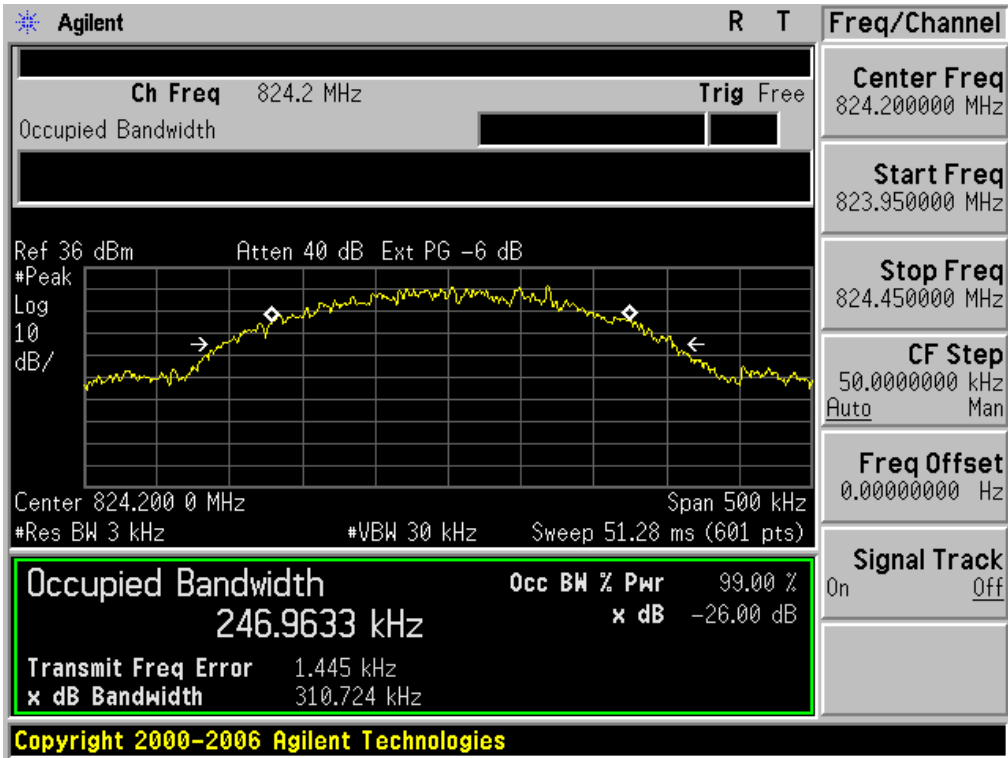 Agilent R T Freq/Channel
Ch Freq 824.2 MHz Trig Free
Occupied Bandwidth
Center Freq
824.200000 MHz
Start Freq
823.950000 MHz
Stop Freq
824.450000 MHz
CF Step
50.0000000 kHz
Auto Man
Freq Offset
0.00000000 Hz
Signal Track
On Off
Ref 36 dBm Atten 40 dB Ext PG -6 dB
#Peak
Log
10
dB/
Center 824.200 0 MHz Span 500 kHz
#Res BW 3 kHz #VBW 30 kHz Sweep 51.28 ms (601 pts)
Occupied Bandwidth Occ BW % Pwr 99.00 %
246.9633 kHz x dB -26.00 dB
Transmit Freq Error 1.445 kHz
x dB Bandwidth 310.724 kHz
Copyright 2000-2006 Agilent Technologies